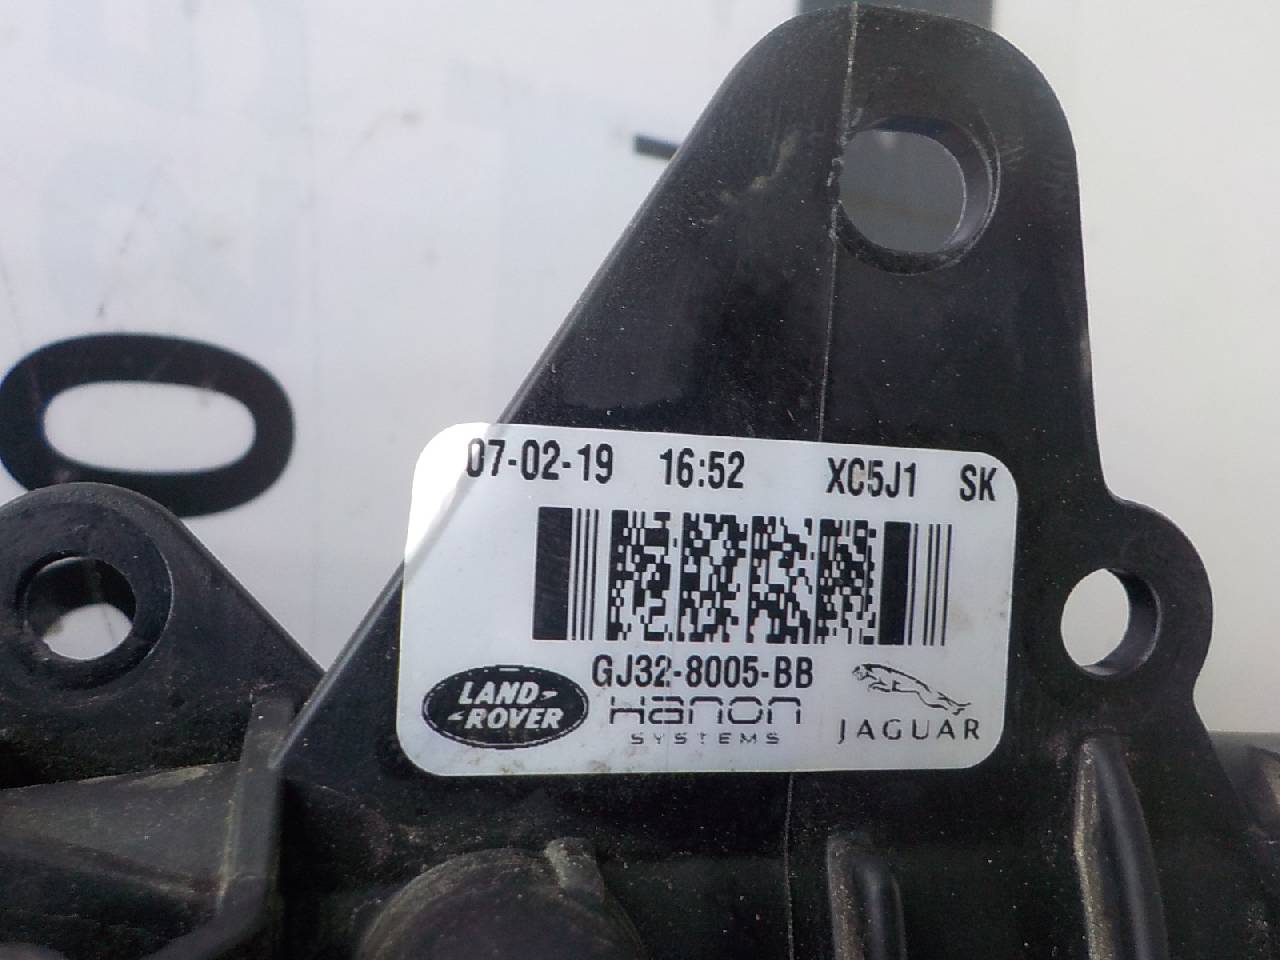 07-02-19 16:52 XC5J1 SK
GJ32-8005-BB
LAND-
-ROVER
Hanon
SYSTEMS
JAGUAR